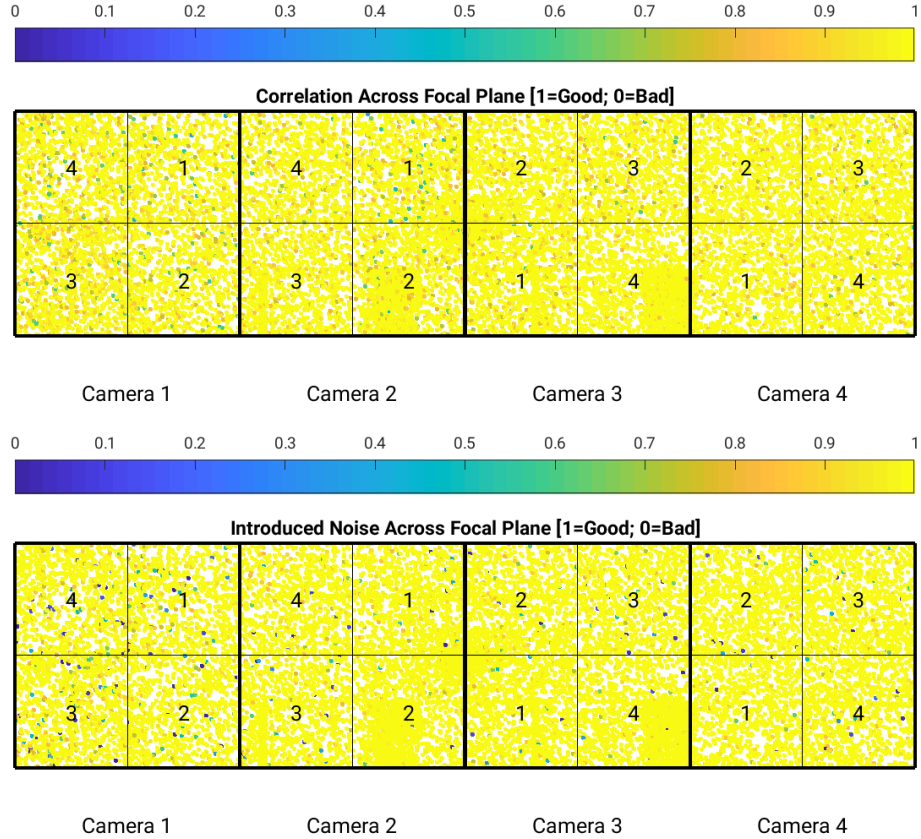 0 0.1 0.2 0.3 0.4 0.5 0.6 0.7 0.8 0.9 1
Correlation Across Focal Plane [1=Good; 0=Bad]
4 1 4 1 2 3 2 3
3 2 3 2 1 4 1 4
Camera 1 Camera 2 Camera 3 Camera 4
0 0.1 0.2 0.3 0.4 0.5 0.6 0.7 0.8 0.9 1
Introduced Noise Across Focal Plane [1=Good; 0=Bad]
4 1 4 1 2 3 2 3
3 2 3 2 1 4 1 4
Camera 1 Camera 2 Camera 3 Camera 4